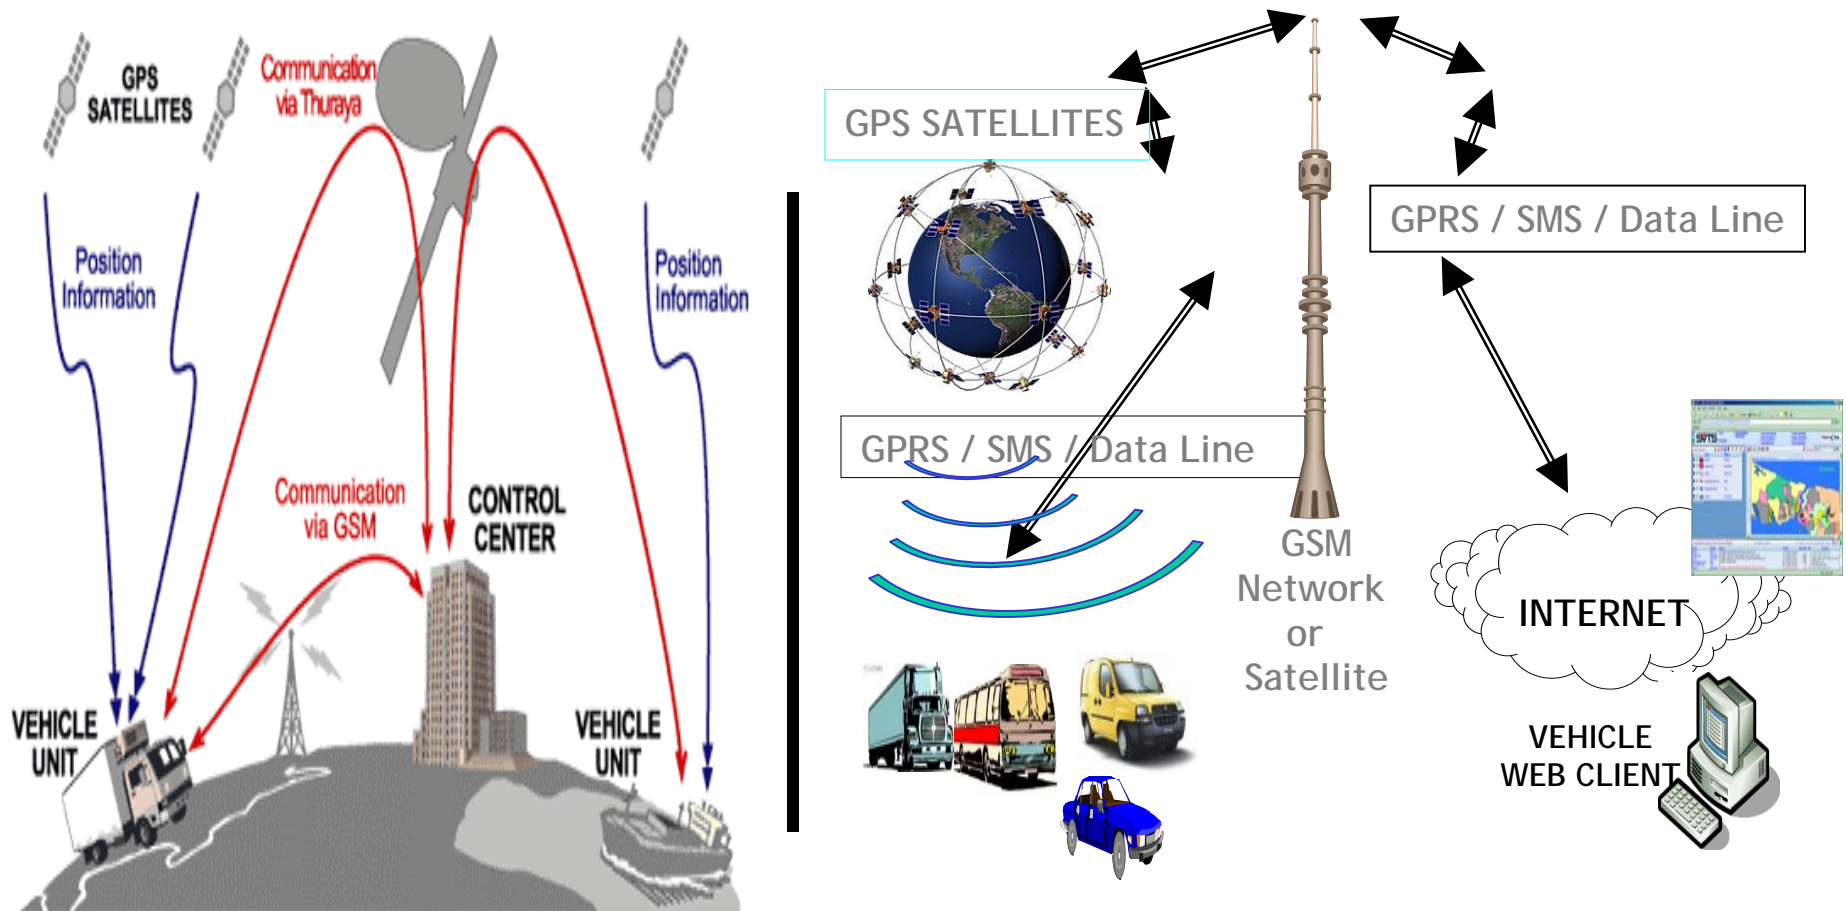 GPS
SATELLITES
Communication
via Thuraya
Position
Information
Position
Information
Communication
via GSM
CONTROL
CENTER
VEHICLE
UNIT
VEHICLE
UNIT
GPS SATELLITES
GPRS / SMS / Data Line
GPRS / SMS / Data Line
GSM
Network
or
Satellite
INTERNET
VEHICLE
WEB CLIENT